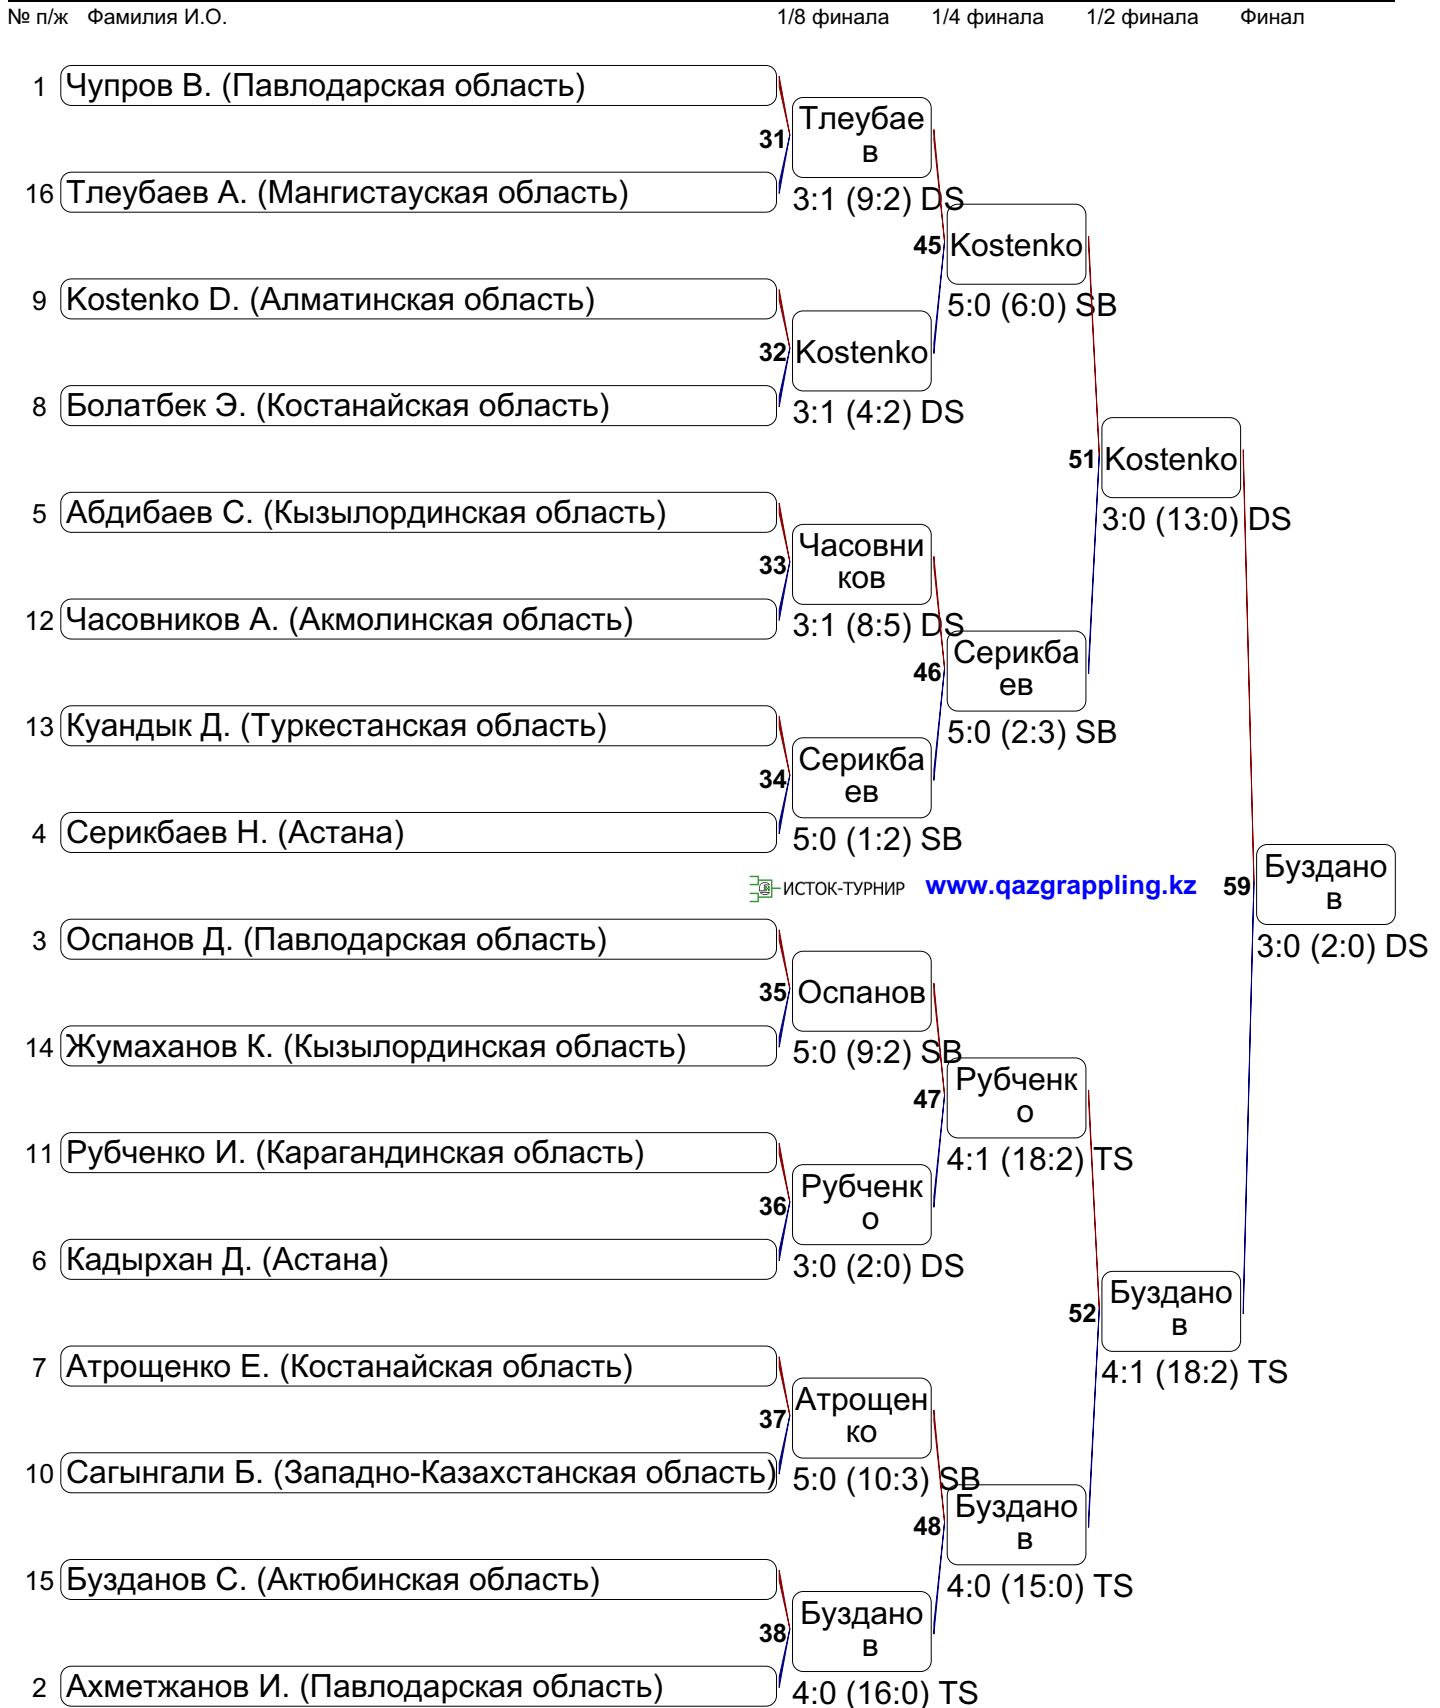 № п/ж Фамилия И.О. 1/8 финала 1/4 финала 1/2 финала Финал
1 Чупров В. (Павлодарская область)
31 Тлеубае
в
16 Тлеубаев А. (Мангистауская область)
3:1 (9:2) DS
45 Kostenko
9 Kostenko D. (Алматинская область)
5:0 (6:0) SB
32 Kostenko
8 Болатбек Э. (Костанайская область)
3:1 (4:2) DS
51 Kostenko
5 Абдибаев С. (Кызылординская область)
3:0 (13:0) DS
33 Часовни
ков
12 Часовников А. (Акмолинская область)
3:1 (8:5) DS
46 Серикба
ев
13 Куандык Д. (Туркестанская область)
5:0 (2:3) SB
34 Серикба
ев
4 Серикбаев Н. (Астана)
5:0 (1:2) SB
ИСТОК-ТУРНИР www.qazgrappling.kz 59 Буздано
в
3 Оспанов Д. (Павлодарская область)
3:0 (2:0) DS
35 Оспанов
14 Жумаханов К. (Кызылординская область)
5:0 (9:2) SB
47 Рубченк
о
11 Рубченко И. (Карагандинская область)
4:1 (18:2) TS
36 Рубченк
о
6 Кадырхан Д. (Астана)
3:0 (2:0) DS
52 Буздано
в
7 Атрощенко Е. (Костанайская область)
4:1 (18:2) TS
37 Атрощен
ко
10 Сагынгали Б. (Западно-Казахстанская область)
5:0 (10:3) SB
48 Буздано
в
15 Бузданов С. (Актюбинская область)
4:0 (15:0) TS
38 Буздано
в
2 Ахметжанов И. (Павлодарская область)
4:0 (16:0) TS